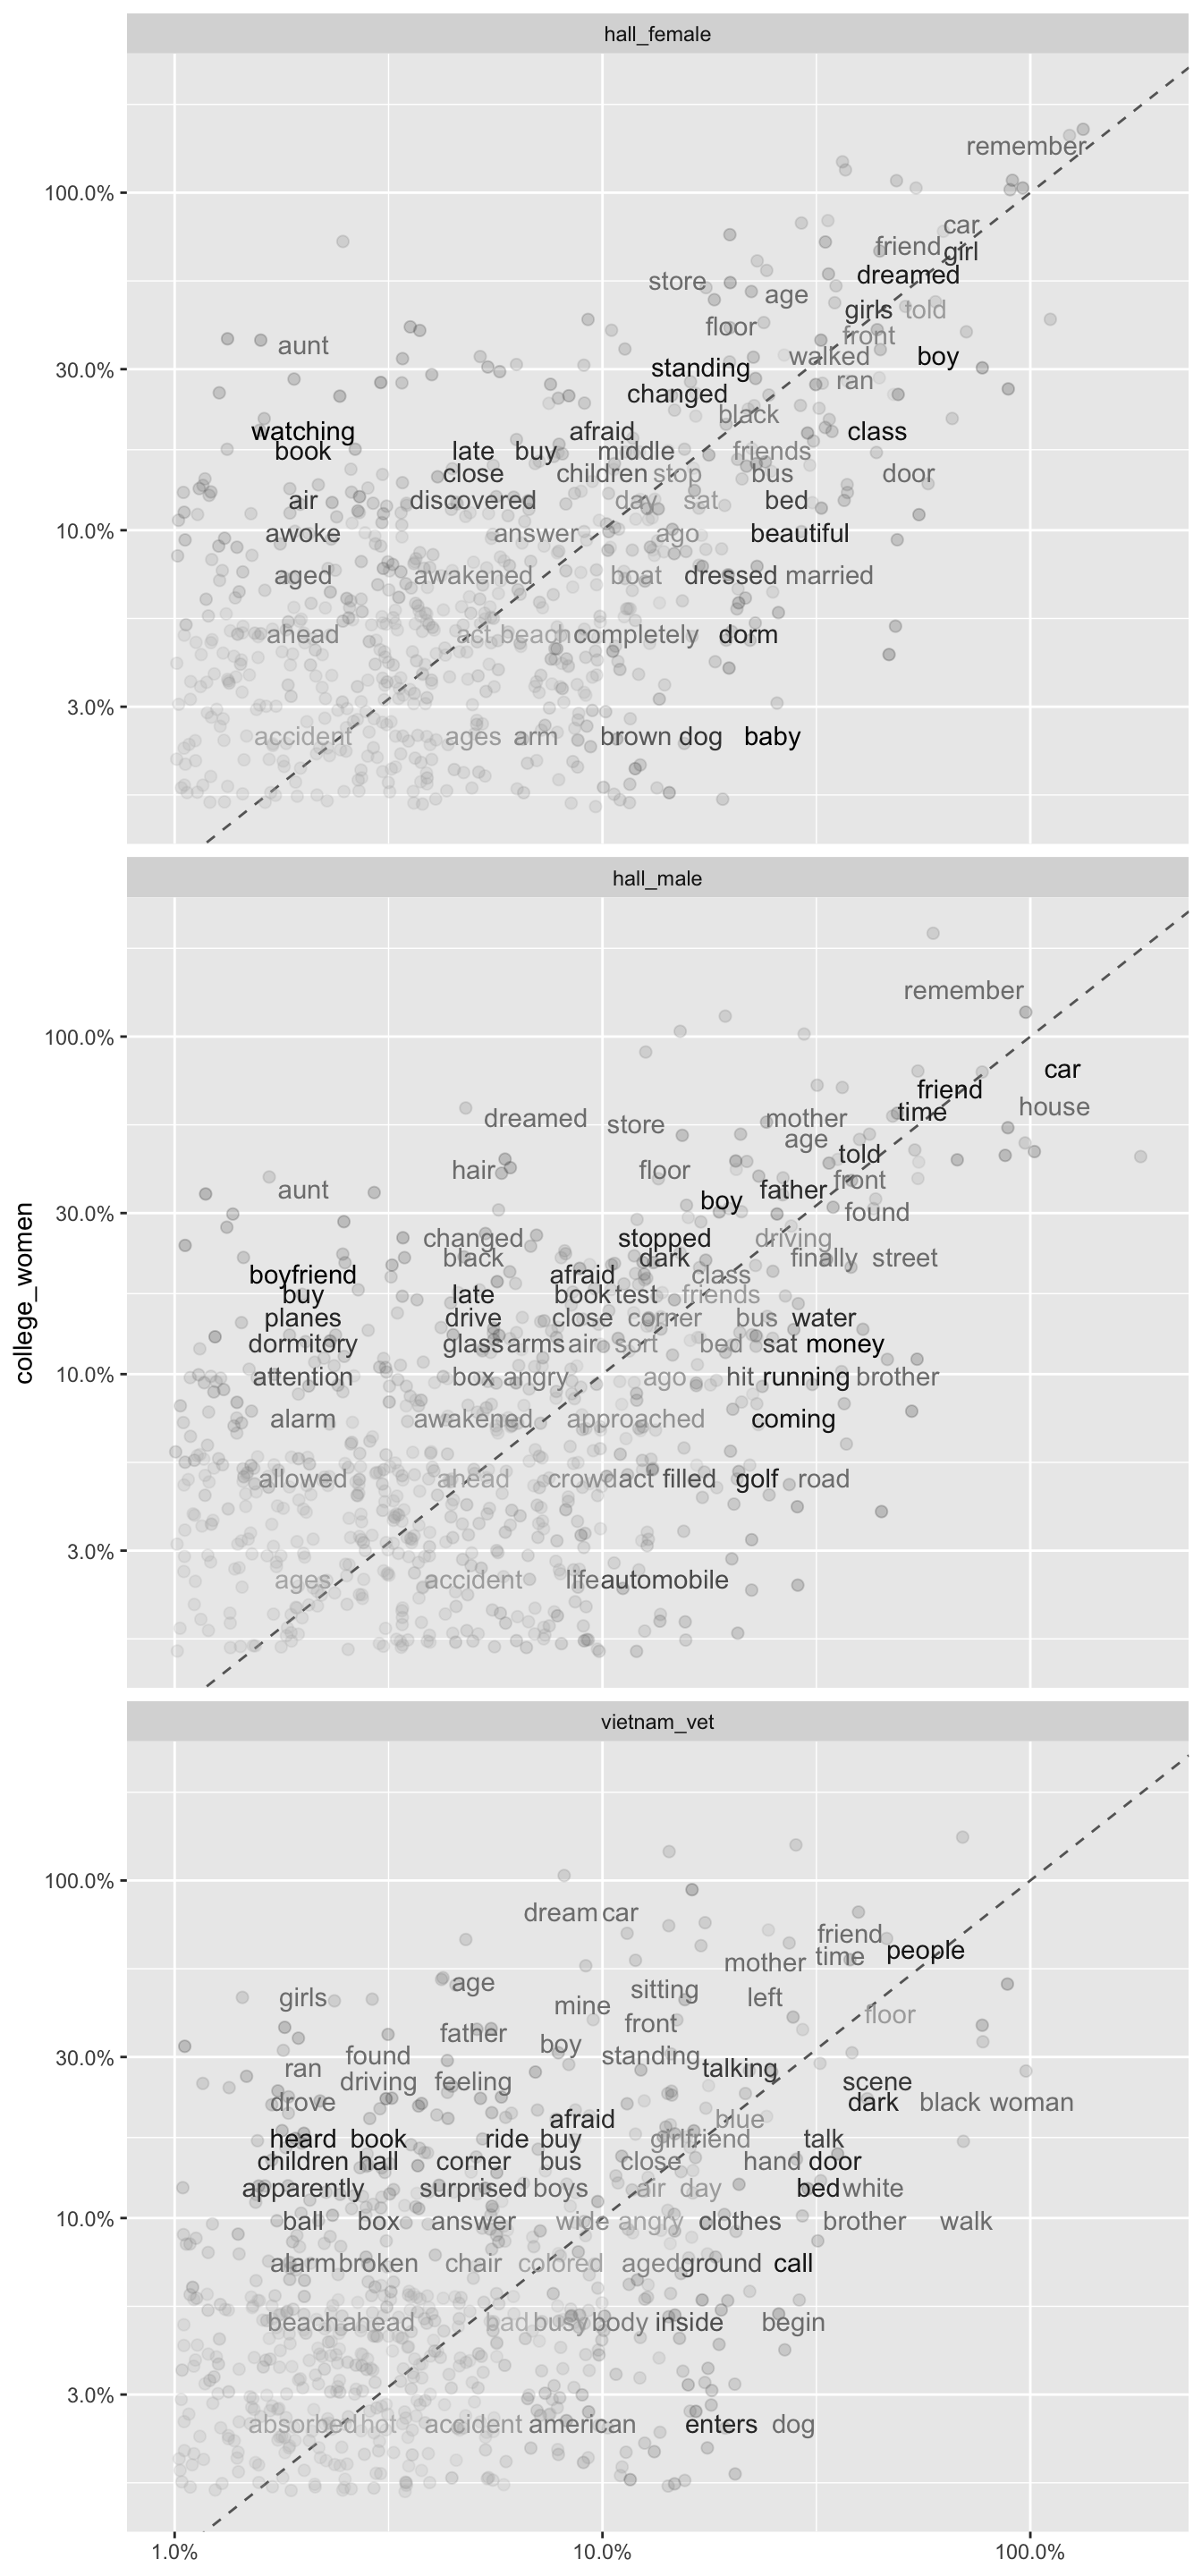 hall_female
remember
100.0%
car
friend girl
dreamed
store age
girls told
floor front
aunt walked boy
30.0% standing
ran
changed
black
watching afraid class
book late buy middle friends
close children stop bus door
air discovered day sat bed
10.0% awoke answer ago beautiful
aged awakened boat dressed married
ahead act beach completely dorm
3.0%
accident ages arm brown dog baby
hall_male
remember
100.0%
car
friend
time house
dreamed store mother
age
told
hair floor front
aunt boy father
30.0% found
changed stopped driving
black dark finally street
boyfriend afraid class
buy late book test friends
planes drive close corner bus water
dormitory glass arms air sort bed sat money
10.0% attention box angry ago hit running brother
alarm awakened approached coming
allowed ahead crowd act filled golf road
3.0%
ages accident life automobile
college_women
vietnam_vet
100.0%
dream car
friend
time people
mother
age sitting
girls mine left
floor
front
father
boy
30.0% found standing
ran talking
driving feeling scene
drove dark black woman
afraid blue
heard book ride buy girlfriend talk
children hall corner bus close hand door
apparently surprised boys air day bed white
10.0% ball box answer wide angry clothes brother walk
alarm broken chair colored aged ground call
beach ahead bad busy body inside begin
3.0%
absorbed hot accident american enters dog
1.0% 10.0% 100.0%